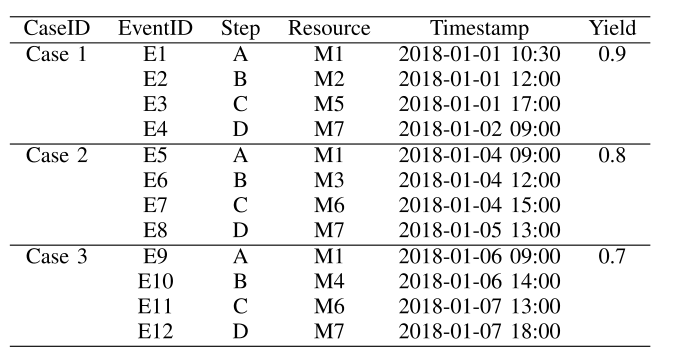 CaseID EventID Step Resource Timestamp Yield
Case 1 E1 A M1 2018-01-01 10:30 0.9
E2 B M2 2018-01-01 12:00
E3 C M5 2018-01-01 17:00
E4 D M7 2018-01-02 09:00
Case 2 E5 A M1 2018-01-04 09:00 0.8
E6 B M3 2018-01-04 12:00
E7 C M6 2018-01-04 15:00
E8 D M7 2018-01-05 13:00
Case 3 E9 A M1 2018-01-06 09:00 0.7
E10 B M4 2018-01-06 14:00
E11 C M6 2018-01-07 13:00
E12 D M7 2018-01-07 18:00